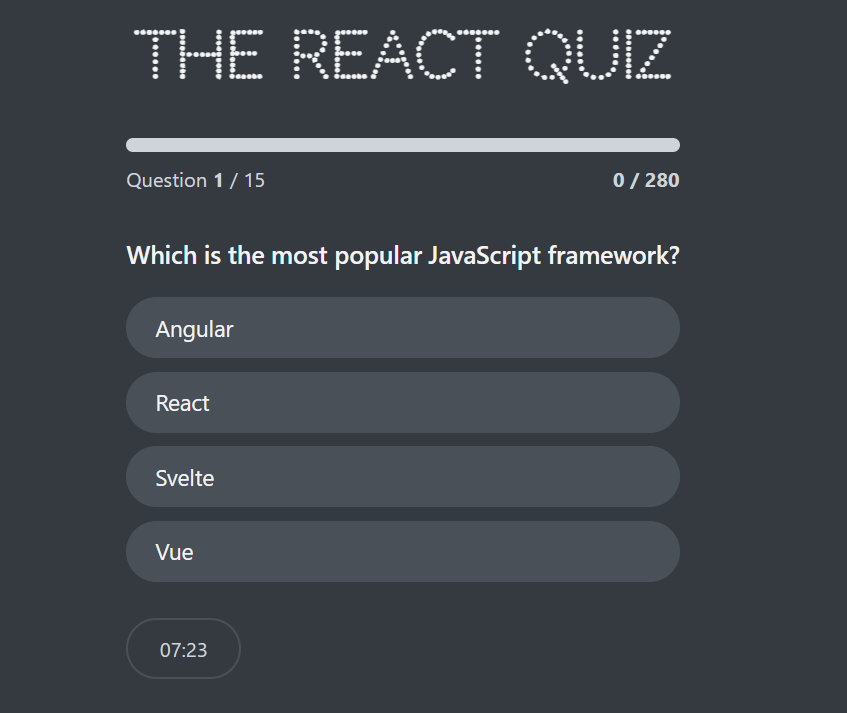 THE REACT QUIZ
Question 1 / 15
0 / 280
Which is the most popular JavaScript framework?
Angular
React
Svelte
Vue
07:23